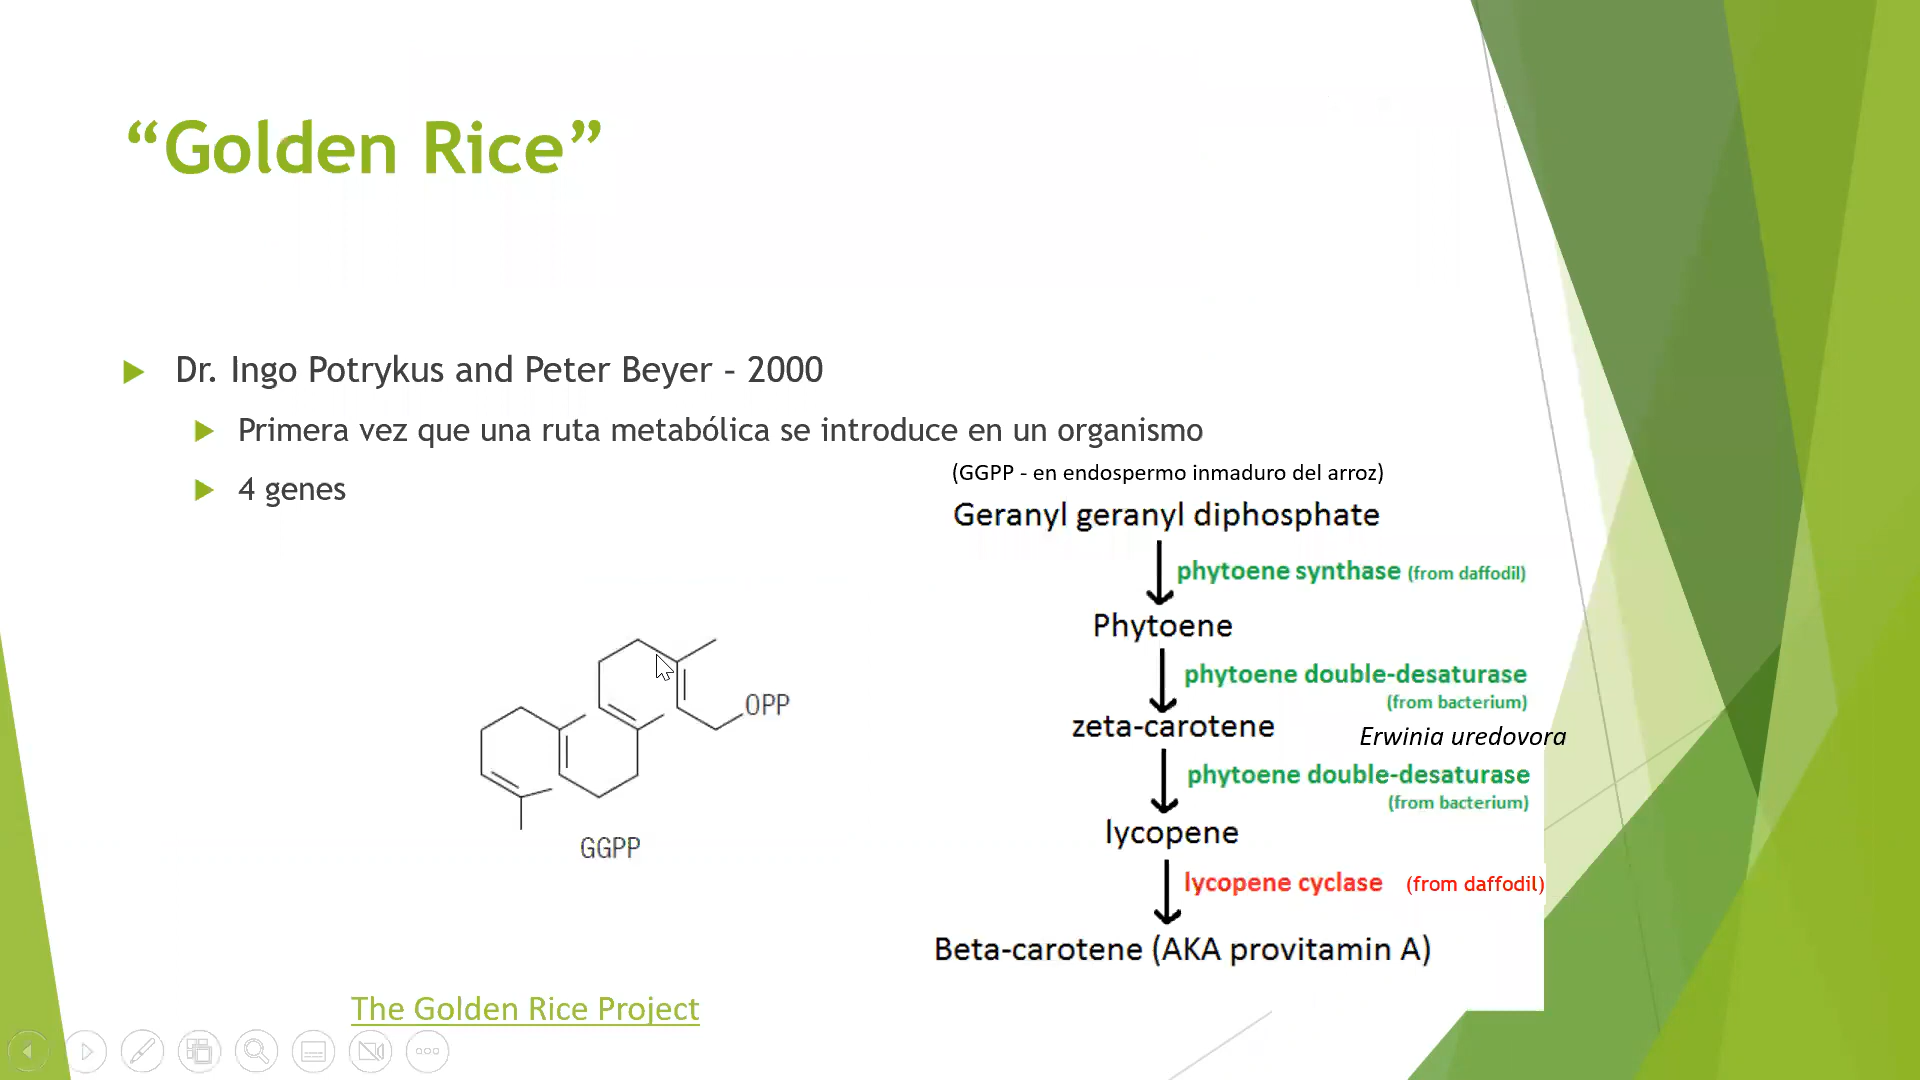 “Golden Rice”
Dr. Ingo Potrykus and Peter Beyer – 2000
Primera vez que una ruta metabólica se introduce en un organismo
4 genes
(GGPP - en endospermo inmaduro del arroz)
Geranyl geranyl diphosphate
phytoene synthase (from daffodil)
Phytoene
phytoene double-desaturase
(from bacterium)
zeta-carotene
Erwinia uredovora
phytoene double-desaturase
(from bacterium)
lycopene
lycopene cyclase (from daffodil)
Beta-carotene (AKA provitamin A)
OPP
GGPP
The Golden Rice Project